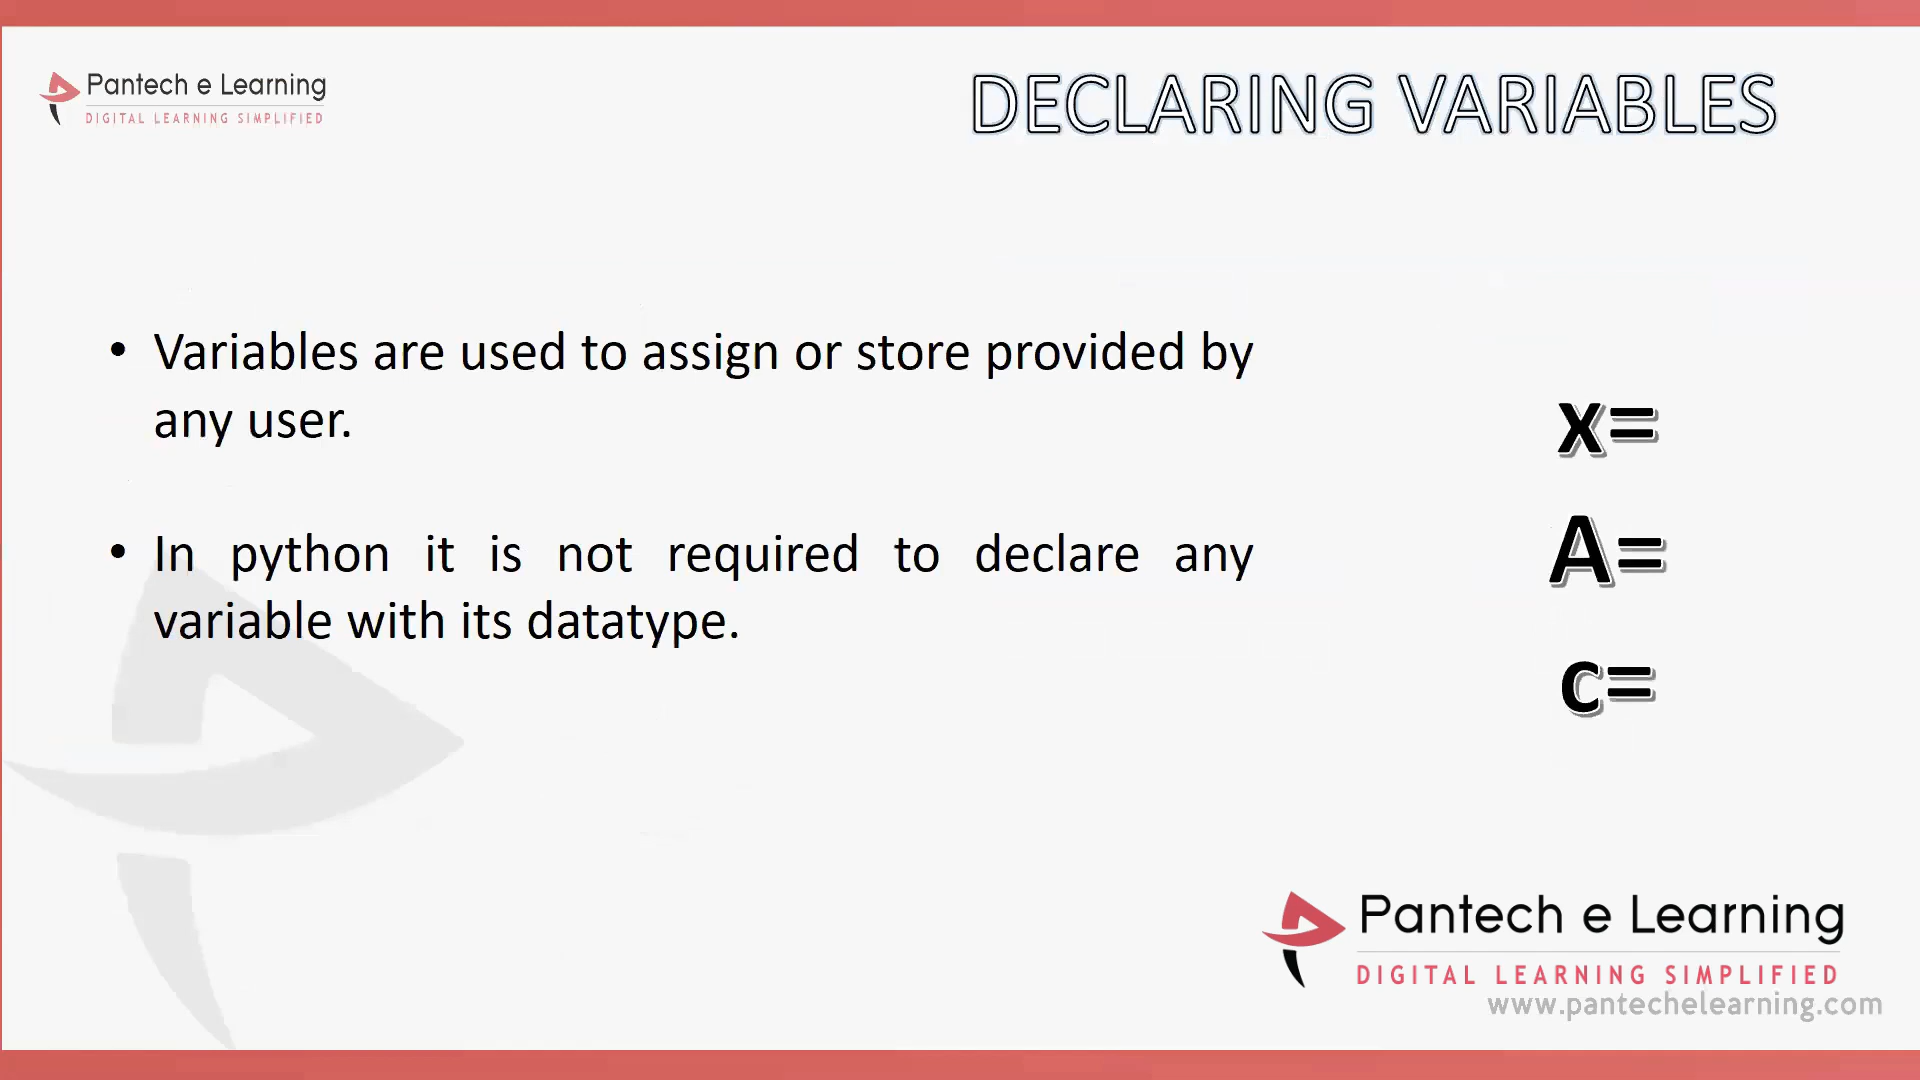 Pantech e Learning
DIGITAL LEARNING SIMPLIFIED
DECLARING VARIABLES
• Variables are used to assign or store provided by
any user.
• In python it is not required to declare any
variable with its datatype.
x=
A=
c=
Pantech e Learning
DIGITAL LEARNING SIMPLIFIED
www.pantechelearning.com